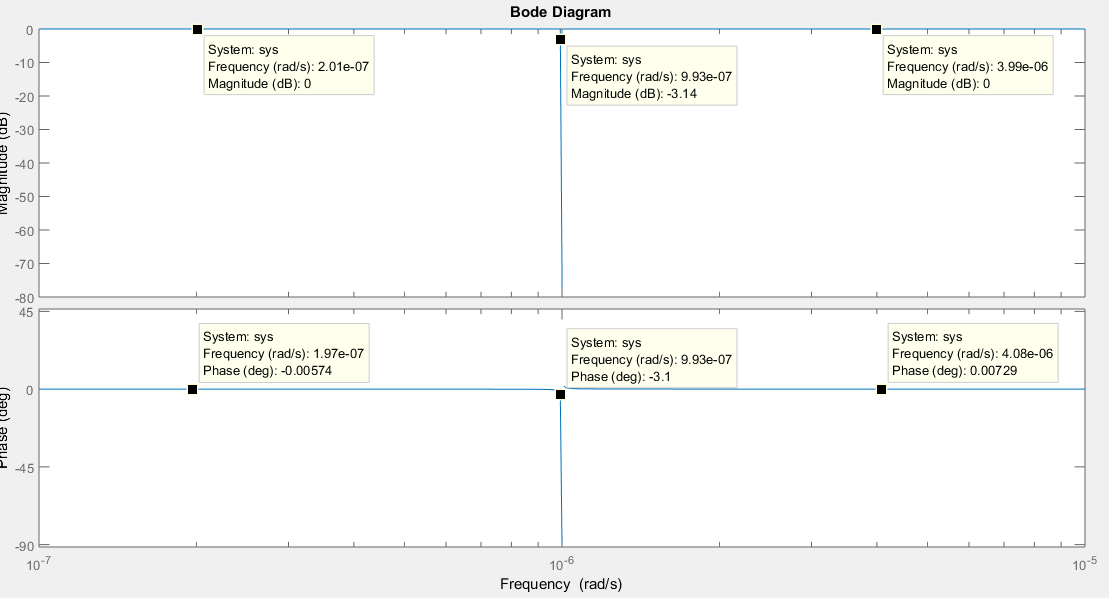 Bode Diagram
Magnitude (dB)
0
-10
-20
-30
-40
-50
-60
-70
-80
System: sys
Frequency (rad/s): 2.01e-07
Magnitude (dB): 0
System: sys
Frequency (rad/s): 9.93e-07
Magnitude (dB): -3.14
System: sys
Frequency (rad/s): 3.99e-06
Magnitude (dB): 0
Phase (deg)
45
0
-45
-90
System: sys
Frequency (rad/s): 1.97e-07
Phase (deg): -0.00574
System: sys
Frequency (rad/s): 9.93e-07
Phase (deg): -3.1
System: sys
Frequency (rad/s): 4.08e-06
Phase (deg): 0.00729
10⁻⁷ 10⁻⁶ 10⁻⁵
Frequency (rad/s)